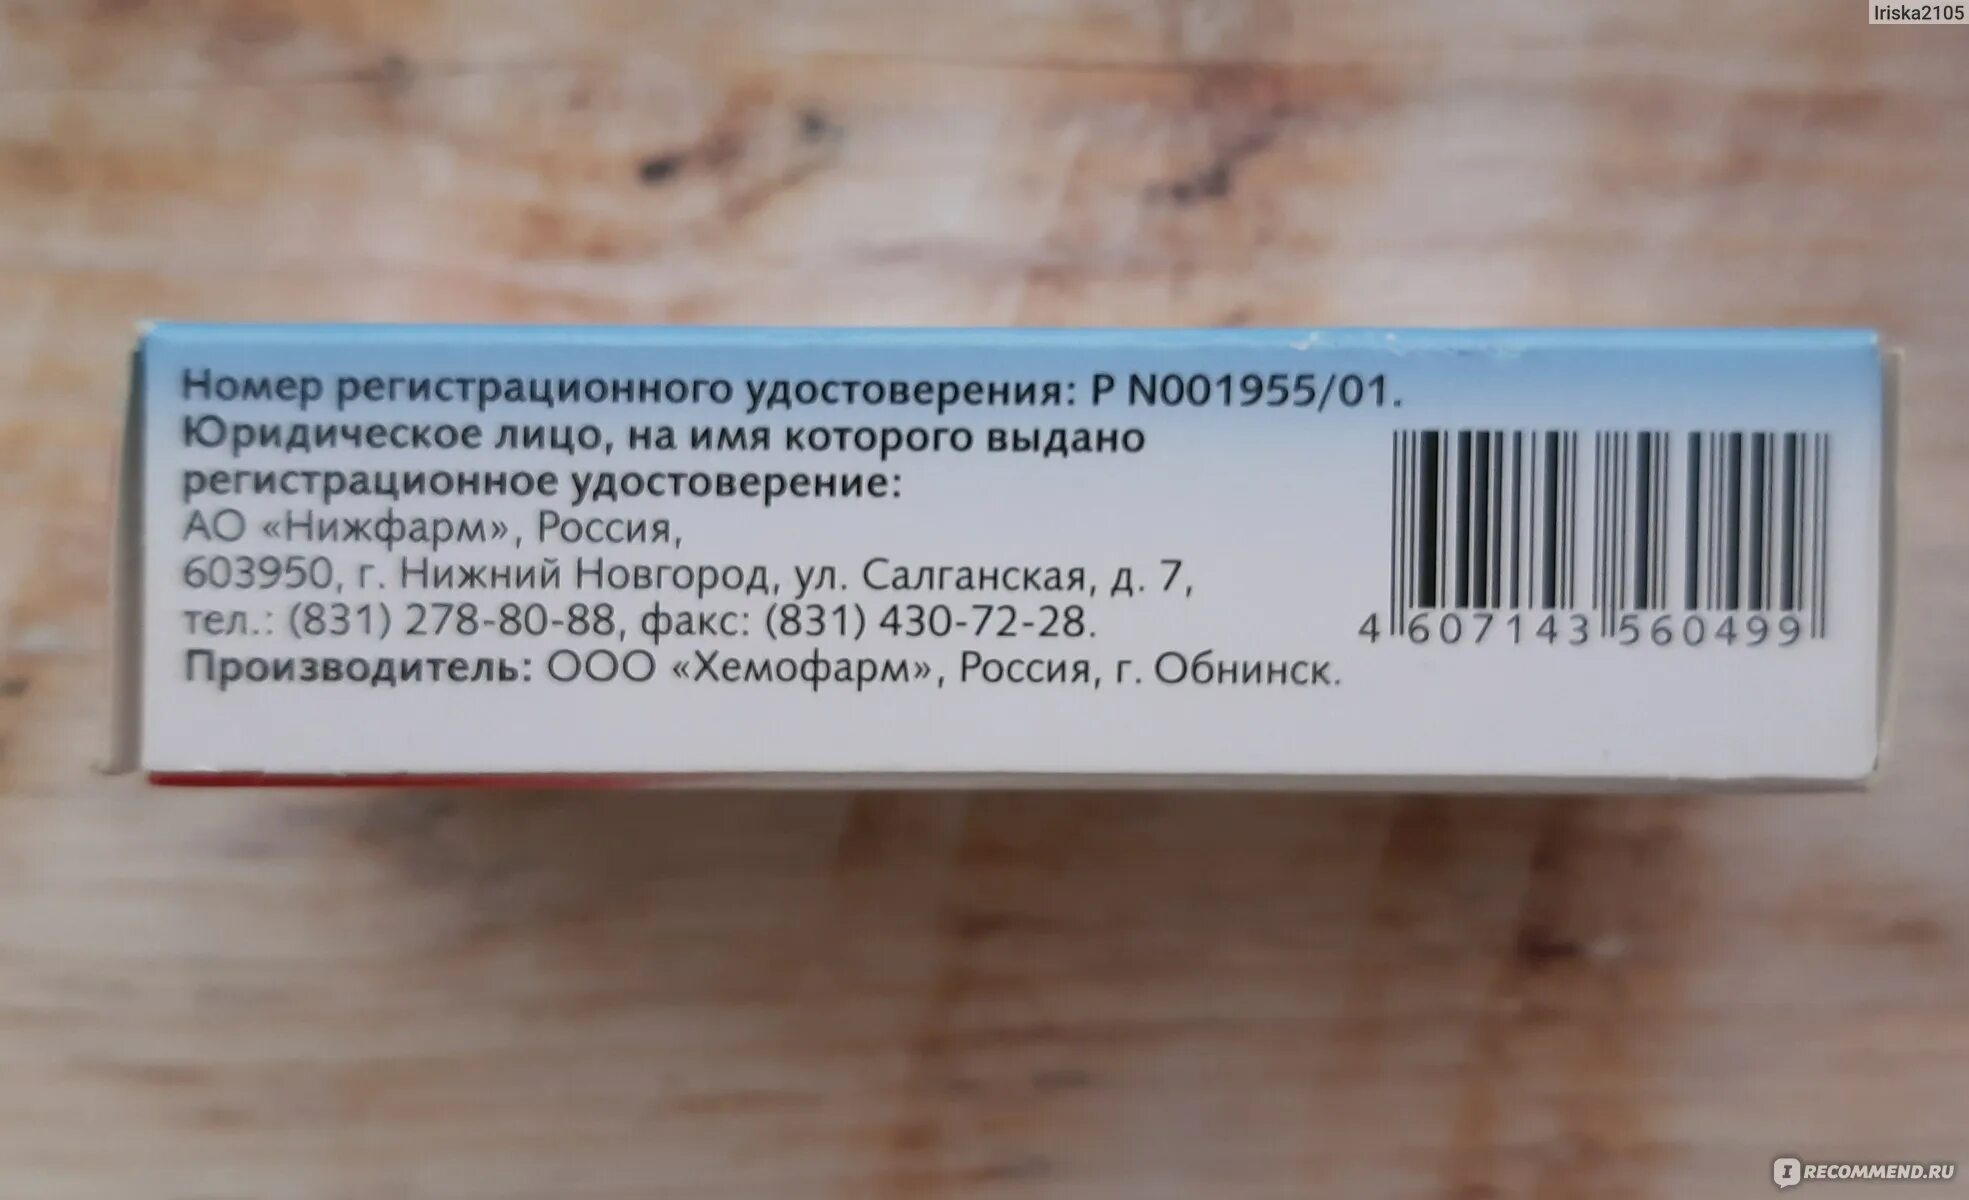 Iriska2105
Номер регистрационного удостоверения: Р N001955/01.
Юридическое лицо, на имя которого выдано
регистрационное удостоверение:
АО «Нижфарм», Россия,
603950, г. Нижний Новгород, ул. Салганская, д. 7,
тел.: (831) 278-80-88, факс: (831) 430-72-28.
Производитель: ООО «Хемофарм», Россия, г. Обнинск.
4 607143 560499
IRECOMMEND.RU